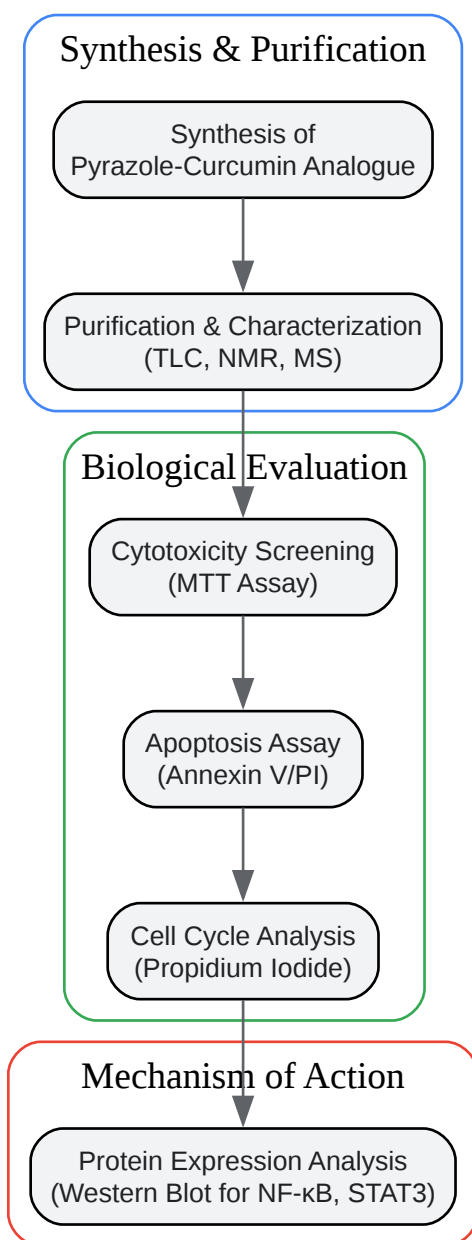 Synthesis & Purification
Synthesis of
Pyrazole-Curcumin Analogue
Purification & Characterization
(TLC, NMR, MS)
Biological Evaluation
Cytotoxicity Screening
(MTT Assay)
Apoptosis Assay
(Annexin V/PI)
Cell Cycle Analysis
(Propidium Iodide)
Mechanism of Action
Protein Expression Analysis
(Western Blot for NF-κB, STAT3)